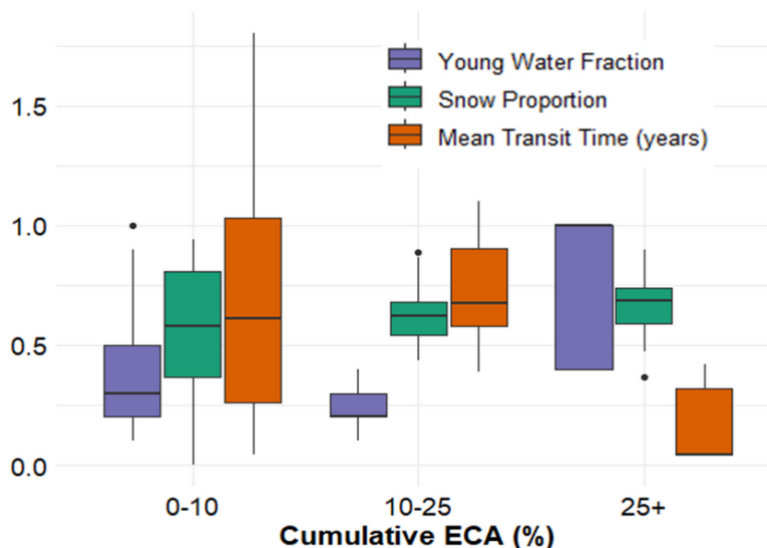 Young Water Fraction
Snow Proportion
Mean Transit Time (years)
1.5
1.0
0.5
0.0
0-10 10-25 25+
Cumulative ECA (%)